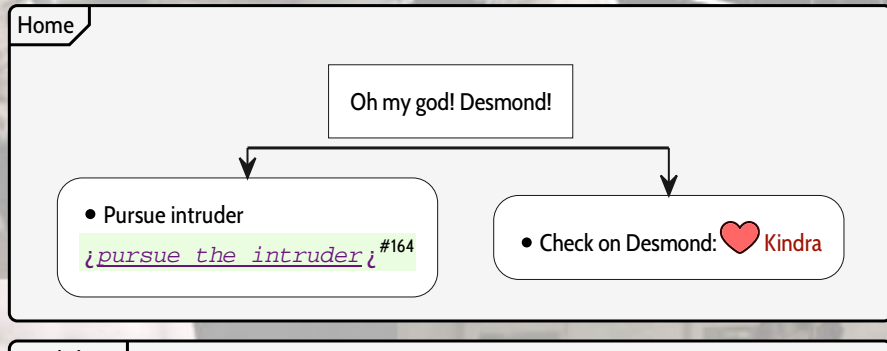 Home
Oh my god! Desmond!
• Pursue intruder
¿pursue the intruder¿#164
• Check on Desmond: ❤ Kindra